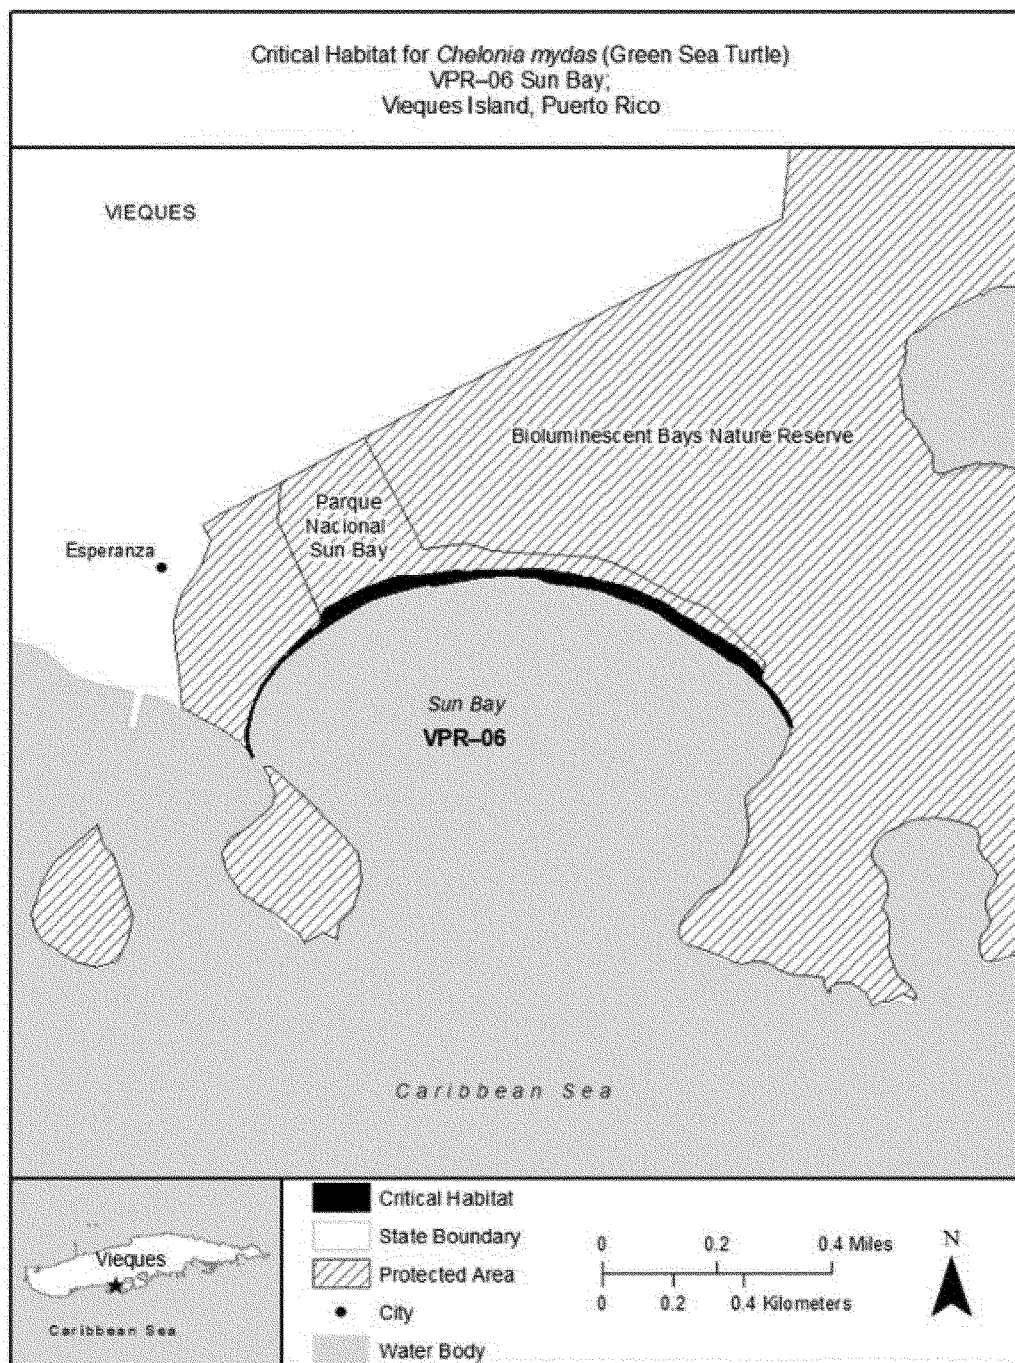 Critical Habitat for Chelonia mydas (Green Sea Turtle)
VPR–06 Sun Bay;
Vieques Island, Puerto Rico
VIEQUES
Bioluminescent Bays Nature Reserve
Parque
Nacional
Sun Bay
Esperanza
Sun Bay
VPR–06
Caribbean Sea
Vieques
Caribbean Sea
Critical Habitat
State Boundary
Protected Area
City
Water Body
0 0.2 0.4 Miles
0 0.2 0.4 Kilometers
N